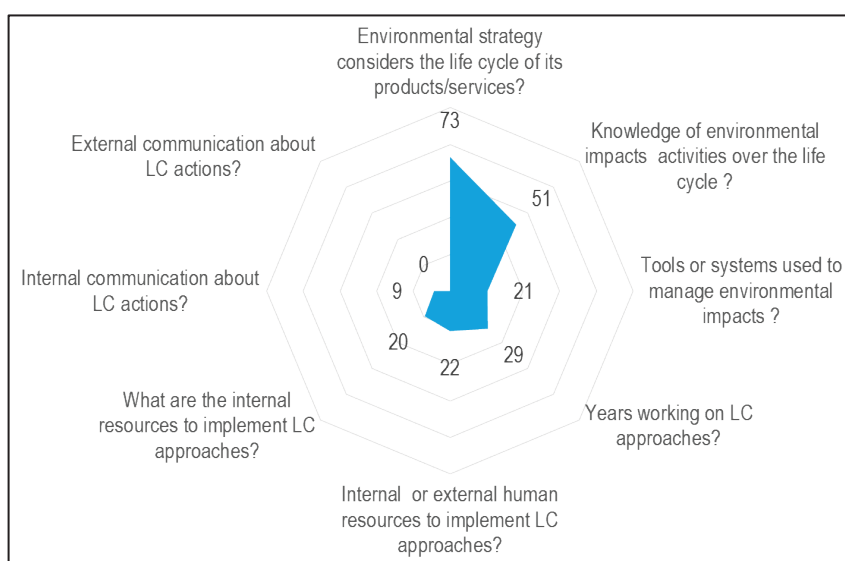 Environmental strategy
considers the life cycle of its
products/services?
73
Knowledge of environmental
impacts activities over the life
cycle ?
51
Tools or systems used to
manage environmental
impacts ?
21
Years working on LC
approaches?
29
Internal or external human
resources to implement LC
approaches?
22
What are the internal
resources to implement LC
approaches?
20
Internal communication about
LC actions?
9
External communication about
LC actions?
0